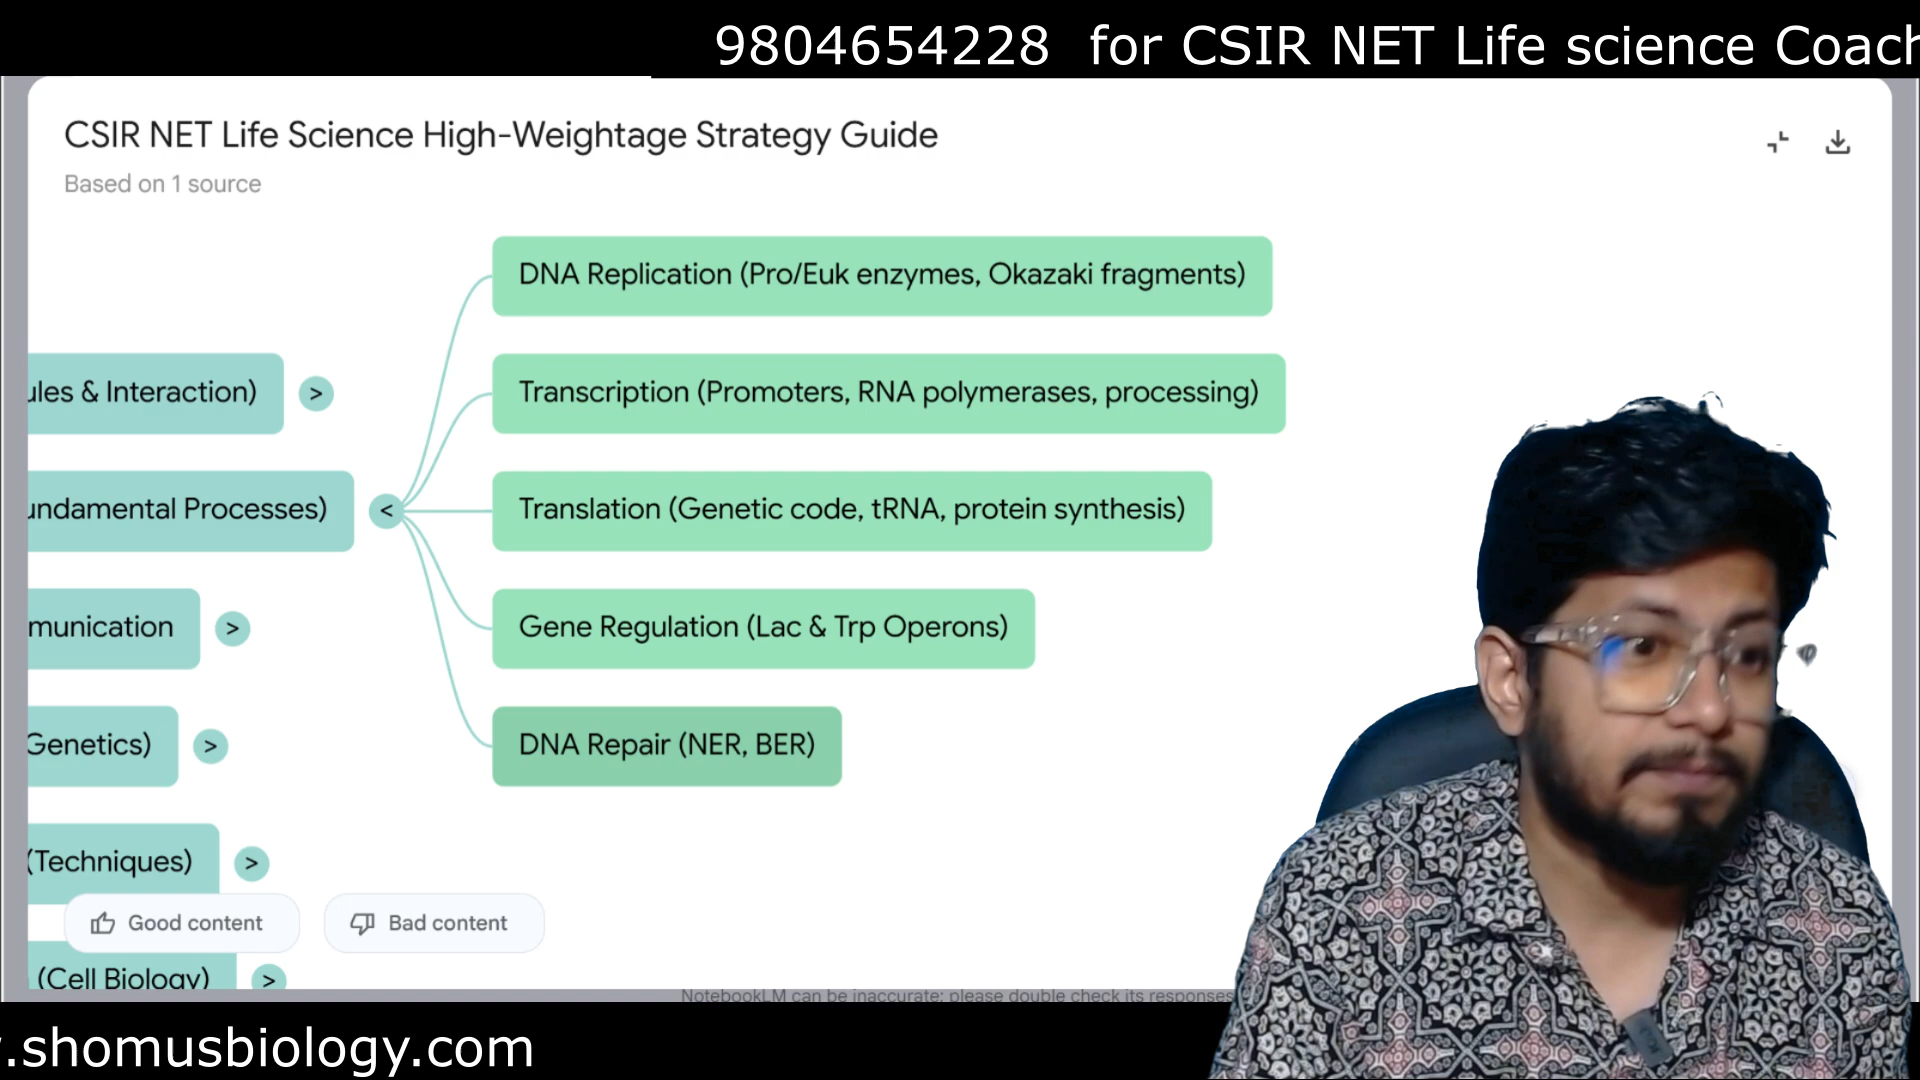 9804654228 for CSIR NET Life science Coach
CSIR NET Life Science High-Weightage Strategy Guide
Based on 1 source
DNA Replication (Pro/Euk enzymes, Okazaki fragments)
ules & Interaction) >
Transcription (Promoters, RNA polymerases, processing)
undamental Processes) <
Translation (Genetic code, tRNA, protein synthesis)
munication >
Gene Regulation (Lac & Trp Operons)
Genetics) >
DNA Repair (NER, BER)
(Techniques) >
Good content
Bad content
(Cell Biology) >
NotebookLM can be inaccurate; please double check its responses
.shomusbiology.com